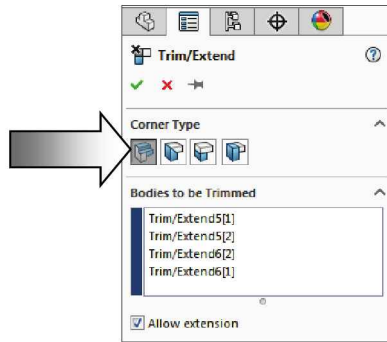 Trim/Extend
Corner Type
Bodies to be Trimmed
Trim/Extend5[1]
Trim/Extend5[2]
Trim/Extend6[2]
Trim/Extend6[1]
Allow extension